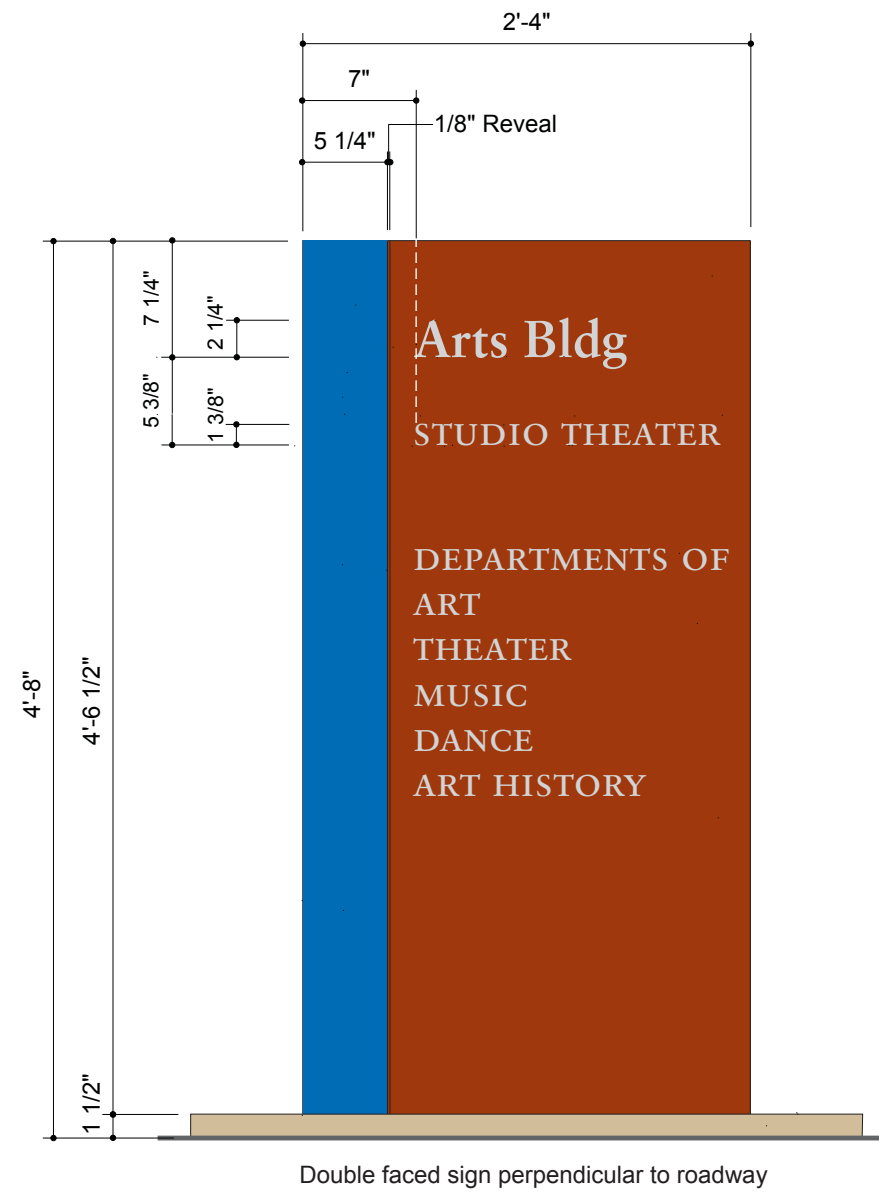 2'-4"
7"
1/8" Reveal
5 1/4"
7 1/4"
2 1/4"
Arts Bldg
5 3/8"
1 3/8"
STUDIO THEATER
DEPARTMENTS OF
ART
THEATER
MUSIC
DANCE
ART HISTORY
4'-8"
4'-6 1/2"
1 1/2"
Double faced sign perpendicular to roadway